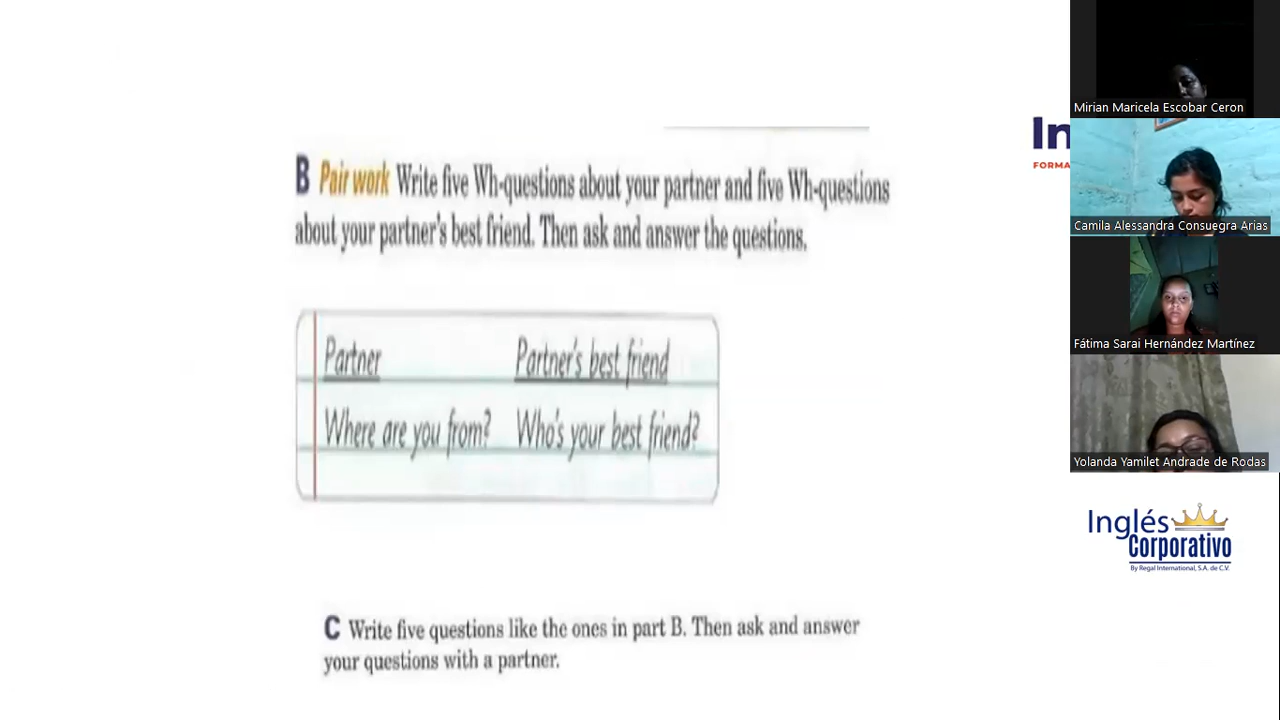 B Pair work Write five Wh-questions about your partner and five Wh-questions
about your partner's best friend. Then ask and answer the questions.
Partner Partner's best friend
Where are you from? Who's your best friend?
C Write five questions like the ones in part B. Then ask and answer
your questions with a partner.
In
FORMA
Mirian Maricela Escobar Ceron
Camila Alessandra Consuegra Arias
Fátima Sarai Hernández Martínez
Yolanda Yamilet Andrade de Rodas
Inglés
Corporativo
By Regal International, S.A. de C.V.